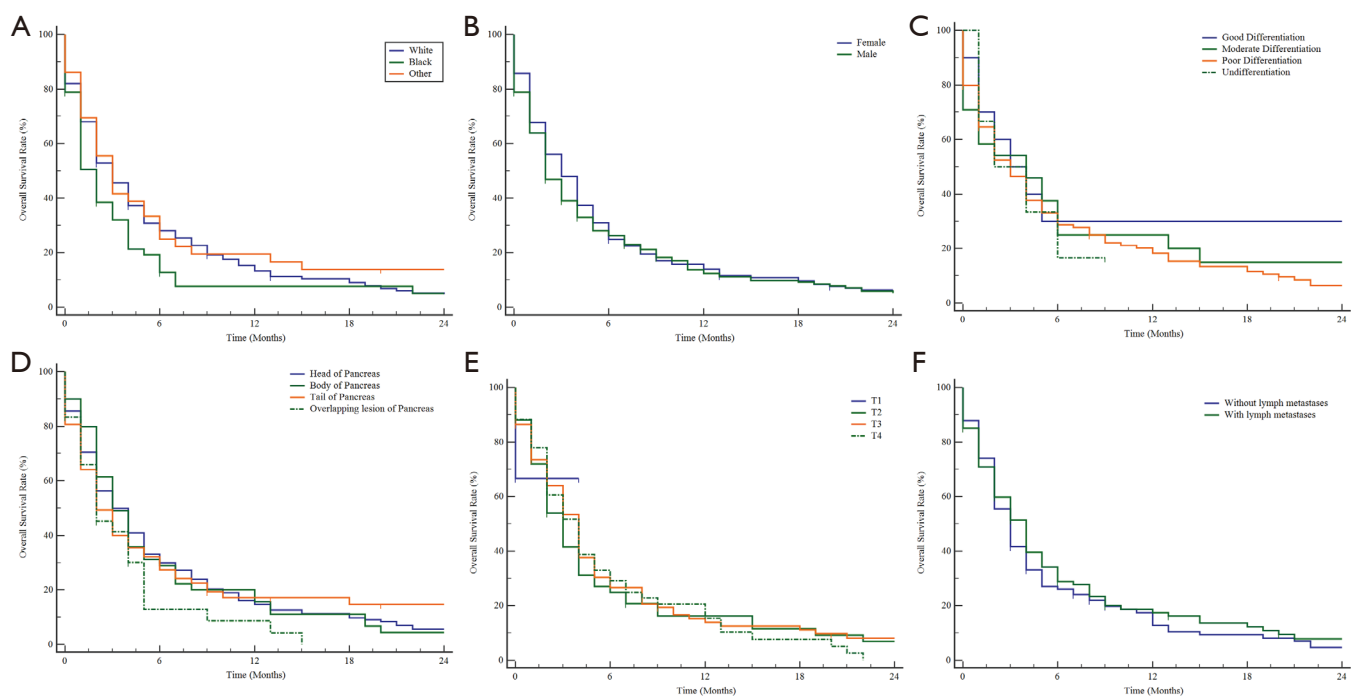 A
100
80
60
40
20
0
Overall Survival Rate (%)
White
Black
Other
0 6 12 18 24
Time (Months)
B
100
80
60
40
20
0
Overall Survival Rate (%)
Female
Male
0 6 12 18 24
Time (Months)
C
100
80
60
40
20
0
Overall Survival Rate (%)
Good Differentiation
Moderate Differentiation
Poor Differentiation
Undifferentiation
0 6 12 18 24
Time (Months)
D
100
80
60
40
20
0
Overall Survival Rate (%)
Head of Pancreas
Body of Pancreas
Tail of Pancreas
Overlapping lesion of Pancreas
0 6 12 18 24
Time (Months)
E
100
80
60
40
20
0
Overall Survival Rate (%)
T1
T2
T3
T4
0 6 12 18 24
Time (Months)
F
100
80
60
40
20
0
Overall Survival Rate (%)
Without lymph metastases
With lymph metastases
0 6 12 18 24
Time (Months)